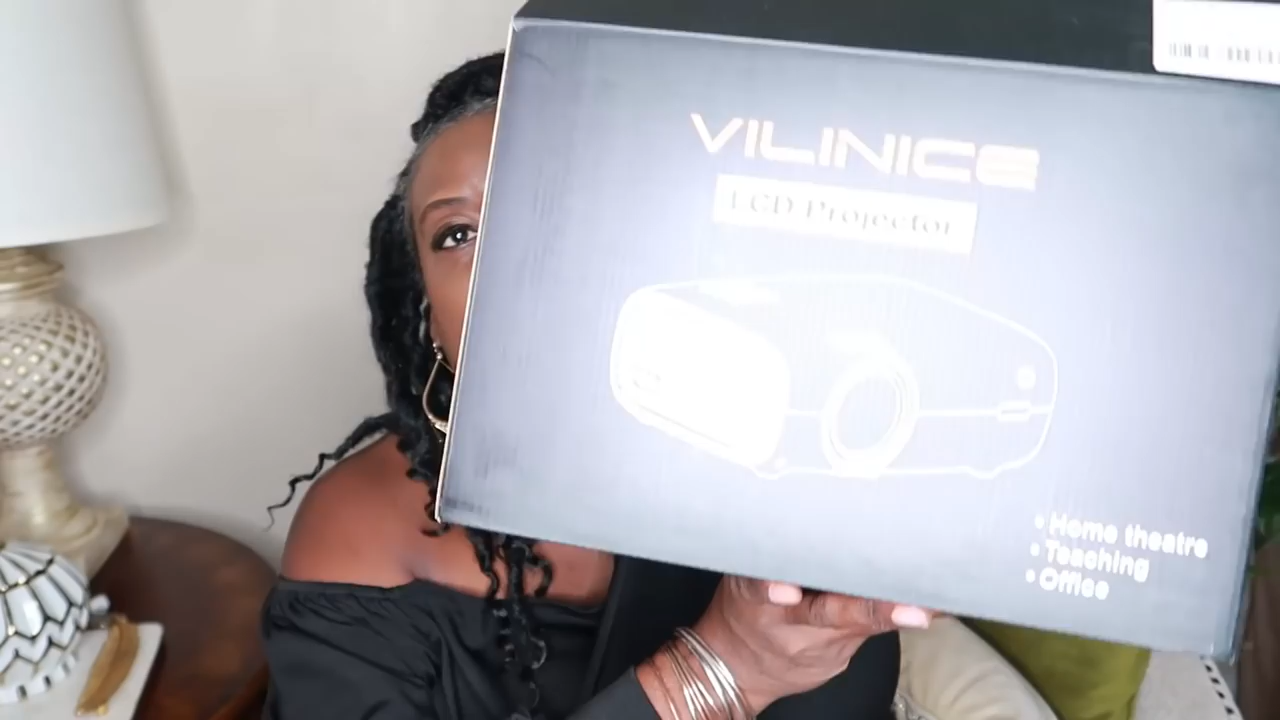 VILINICE
LCD Projector
• Home theatre
• Teaching
• Office